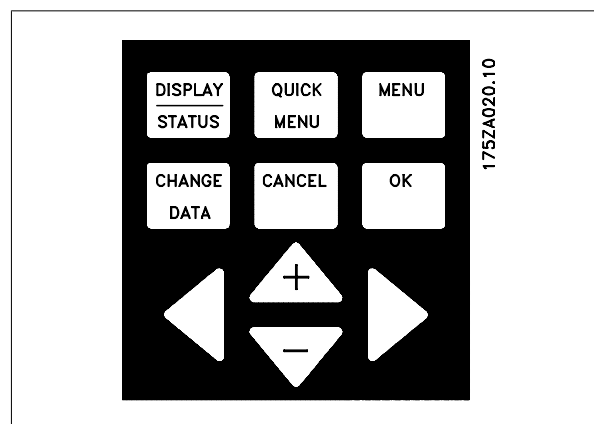 DISPLAY
STATUS
QUICK
MENU
MENU
CHANGE
DATA
CANCEL
OK
+
−
175ZA020.10